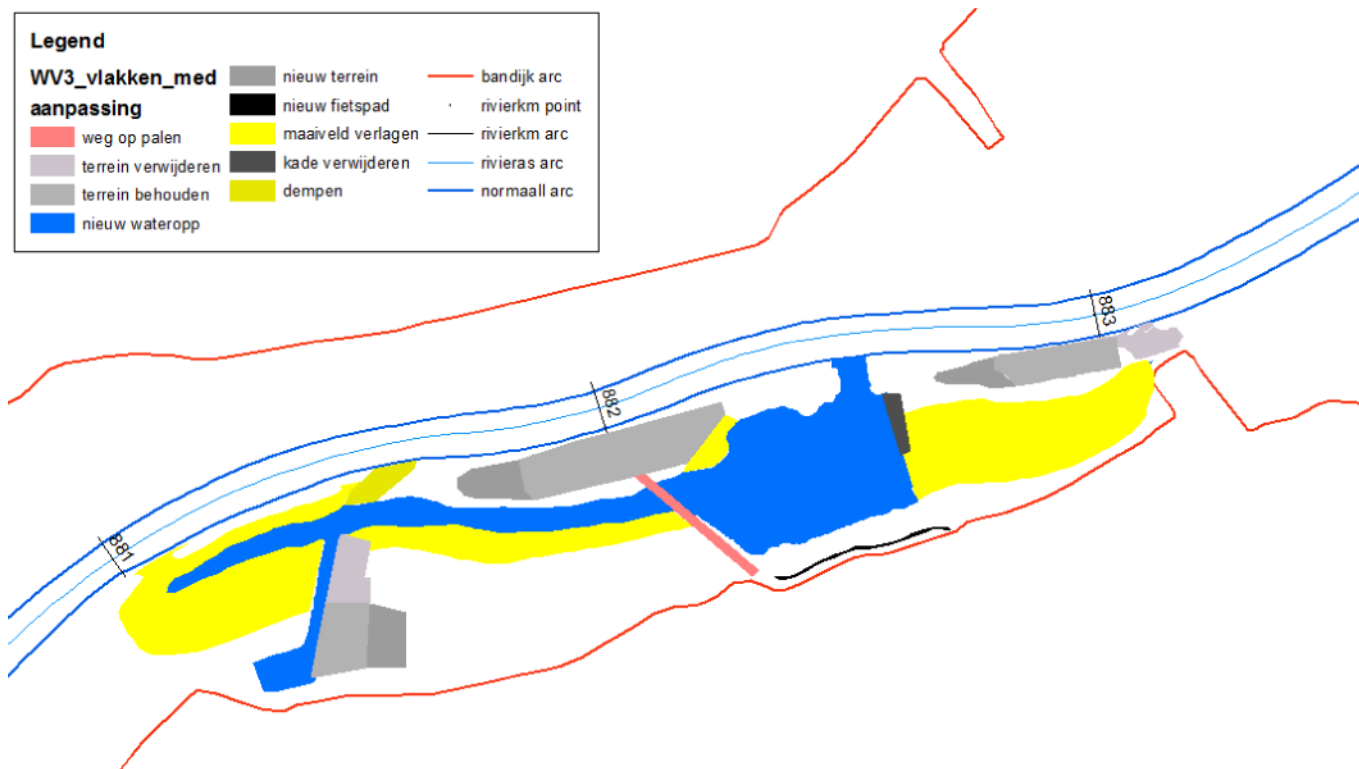 Legend
WV3_vlakken_med
aanpassing
weg op palen
terrein verwijderen
terrein behouden
nieuw wateropp
nieuw terrein
nieuw fietspad
maaiveld verlagen
kade verwijderen
dempen
bandijk arc
rivierkm point
rivierkm arc
rivieras arc
normaall arc
883
882
881